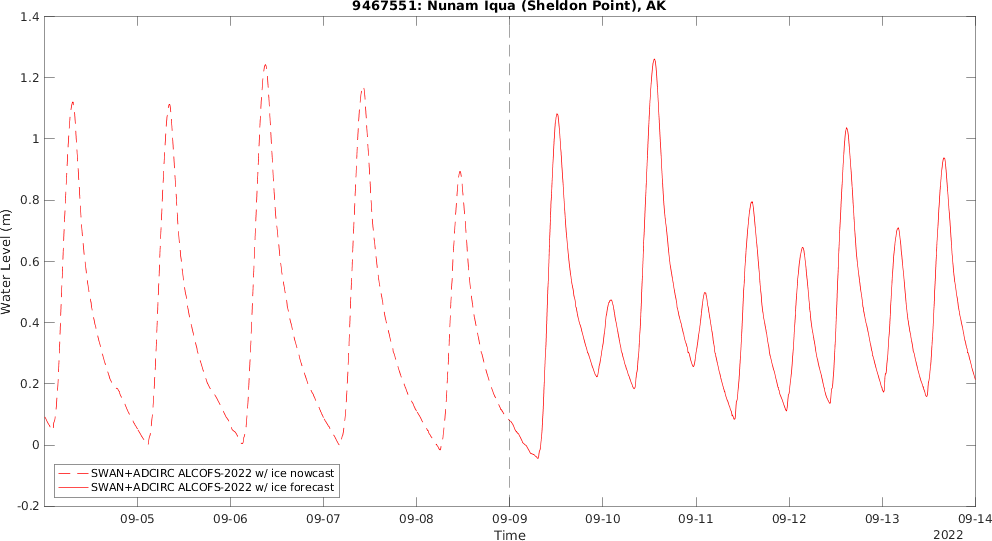 9467551: Nunam Iqua (Sheldon Point), AK
1.4
1.2
1
0.8
0.6
0.4
0.2
0
-0.2
Water Level (m)
SWAN+ADCIRC ALCOFS-2022 w/ ice nowcast
SWAN+ADCIRC ALCOFS-2022 w/ ice forecast
09-05 09-06 09-07 09-08 09-09 09-10 09-11 09-12 09-13 09-14
Time
2022